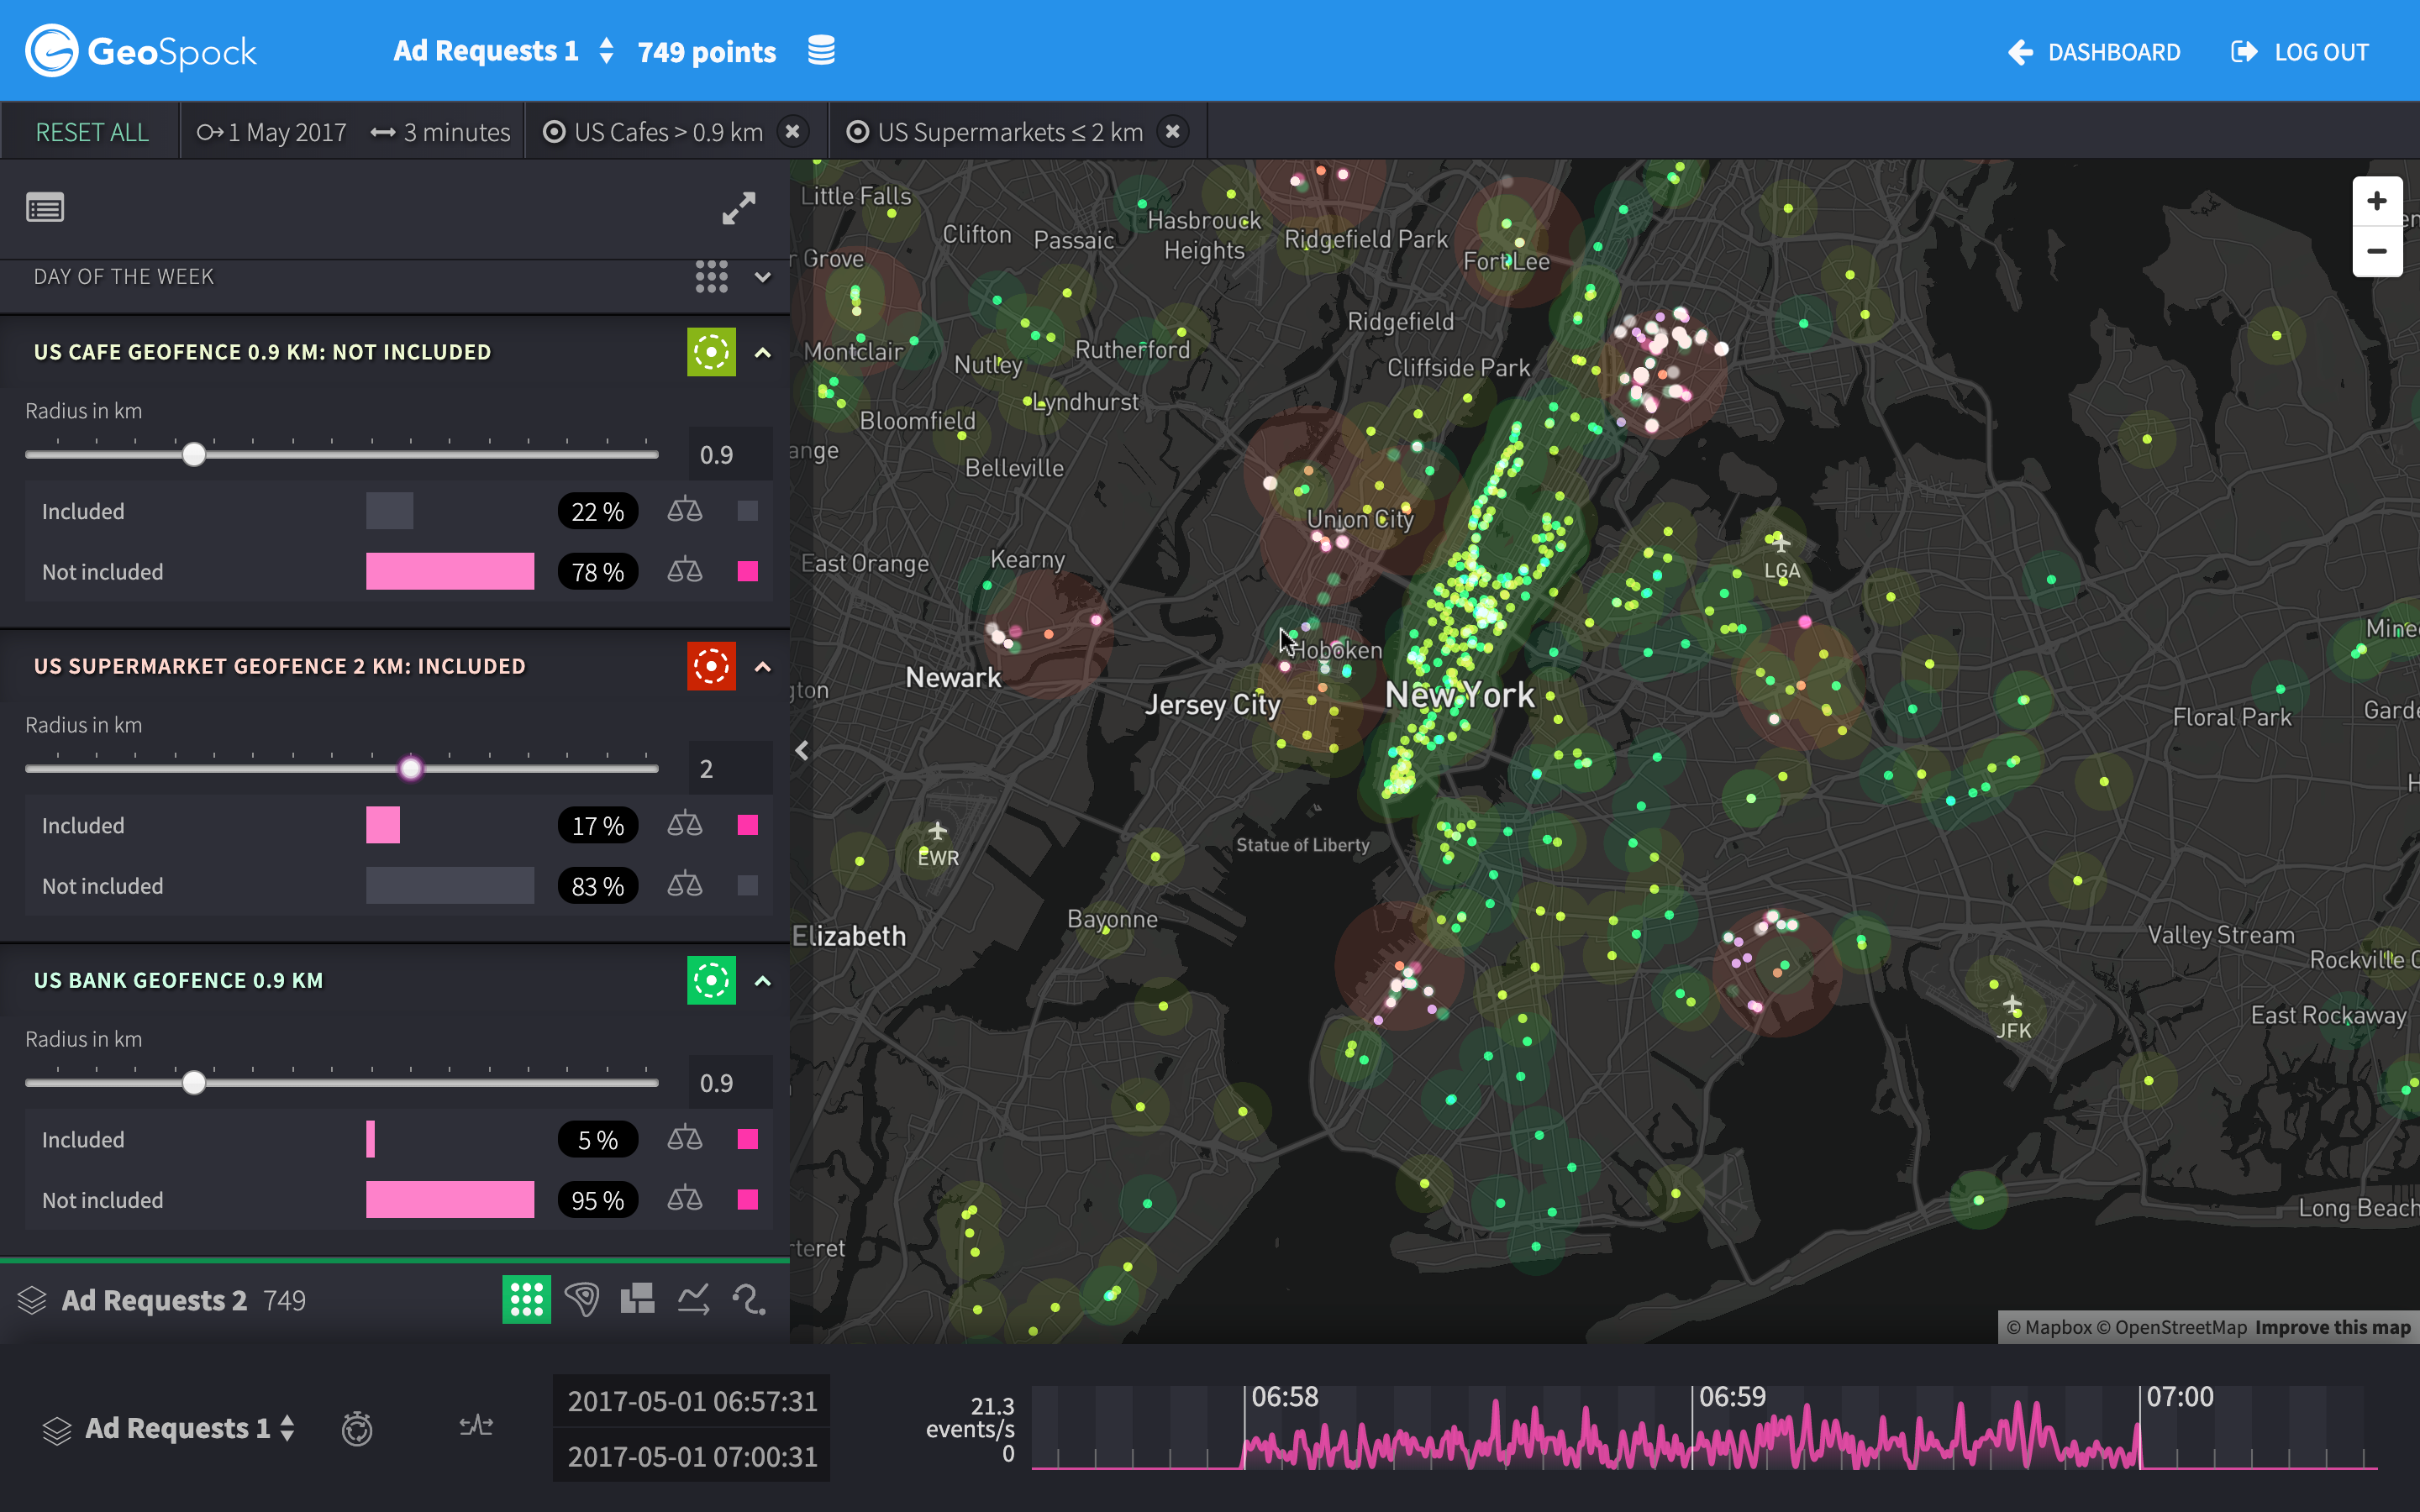 GeoSpock
Ad Requests 1
749 points
DASHBOARD
LOG OUT
RESET ALL
1 May 2017
3 minutes
US Cafes > 0.9 km
US Supermarkets ≤ 2 km
DAY OF THE WEEK
US CAFE GEOFENCE 0.9 KM: NOT INCLUDED
Radius in km
0.9
Included
22 %
Not included
78 %
US SUPERMARKET GEOFENCE 2 KM: INCLUDED
Radius in km
2
Included
17 %
Not included
83 %
US BANK GEOFENCE 0.9 KM
Radius in km
0.9
Included
5 %
Not included
95 %
Ad Requests 2 749
Little Falls
Hasbrouck
Heights
Clifton
Passaic
Ridgefield Park
r Grove
Fort Lee
Ridgefield
Montclair
Nutley
Rutherford
Cliffside Park
Lyndhurst
Bloomfield
ange
Belleville
Union City
East Orange
Kearny
LGA
Hoboken
Mine
Newark
gton
Jersey City
New York
Floral Park
Garde
H
Statue of Liberty
EWR
Bayonne
Elizabeth
Valley Stream
Rockville C
East Rockaway
JFK
Long Beach
rteret
© Mapbox © OpenStreetMap Improve this map
Ad Requests 1
2017-05-01 06:57:31
2017-05-01 07:00:31
21.3
events/s
0
06:58
06:59
07:00